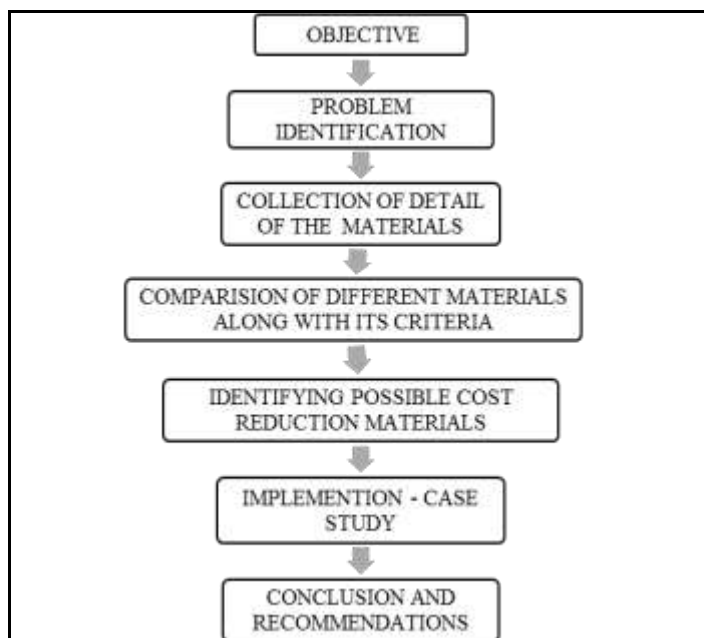 OBJECTIVE
PROBLEM
IDENTIFICATION
COLLECTION OF DETAIL
OF THE MATERIALS
COMPARISION OF DIFFERENT MATERIALS
ALONG WITH ITS CRITERIA
IDENTIFYING POSSIBLE COST
REDUCTION MATERIALS
IMPLEMENTION - CASE
STUDY
CONCLUSION AND
RECOMMENDATIONS